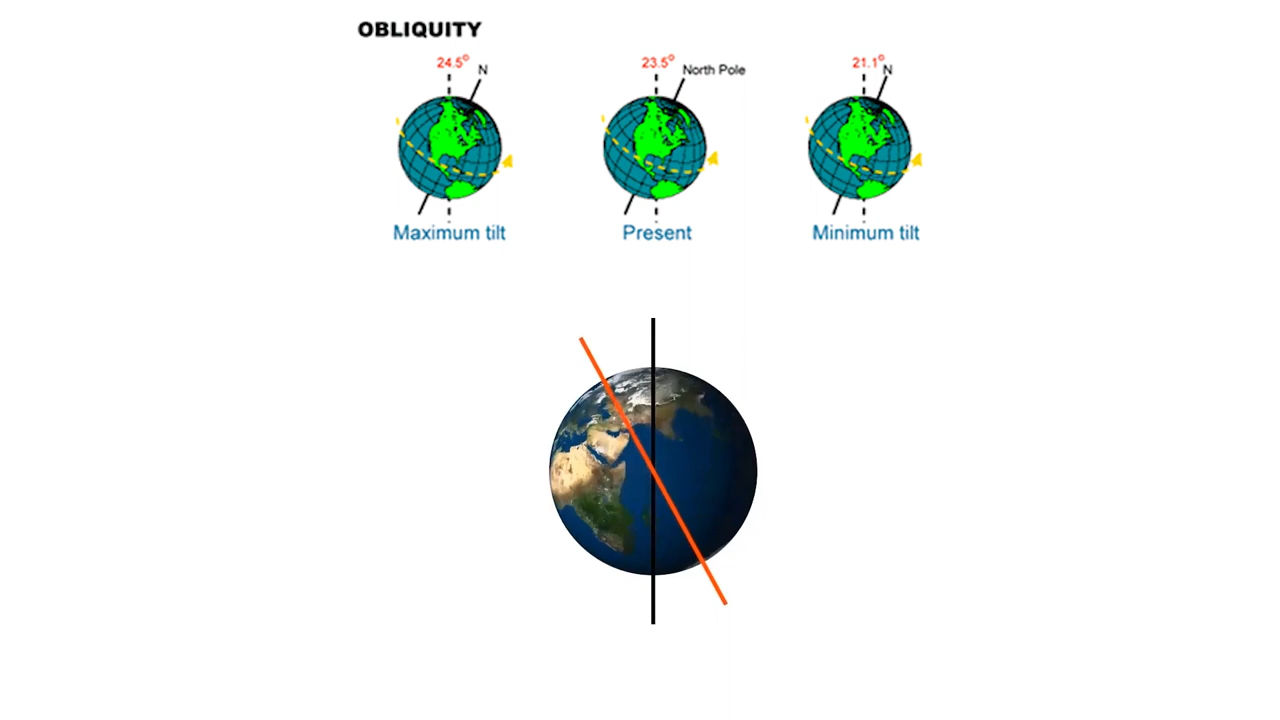 OBLIQUITY
24.5° N
23.5° North Pole
21.1° N
Maximum tilt
Present
Minimum tilt